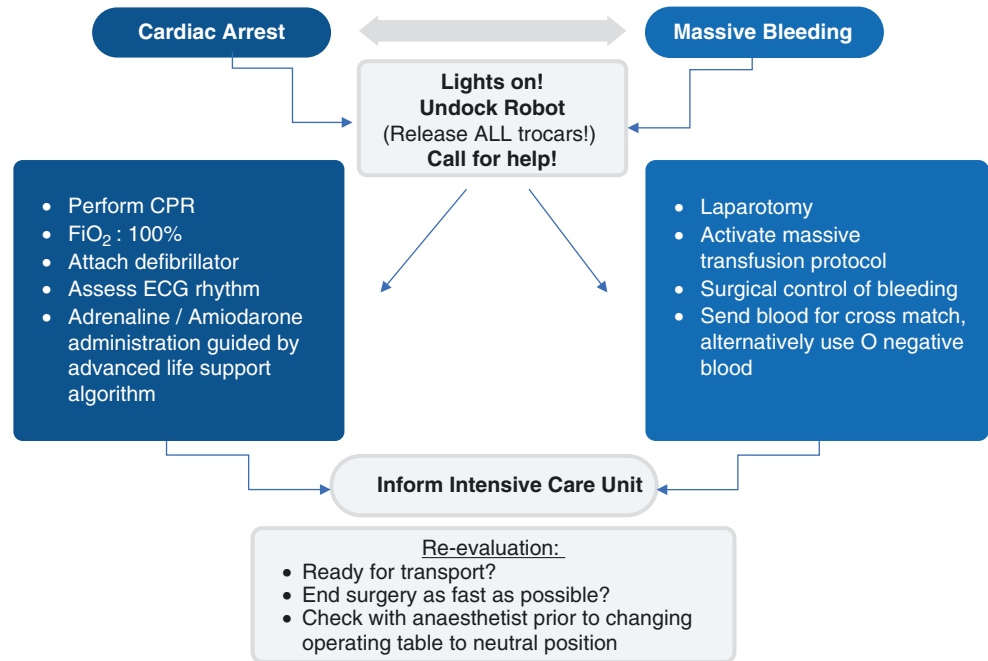 Cardiac Arrest
Massive Bleeding
Lights on!
Undock Robot
(Release ALL trocars!)
Call for help!
• Perform CPR
• FiO₂ : 100%
• Attach defibrillator
• Assess ECG rhythm
• Adrenaline / Amiodarone
administration guided by
advanced life support
algorithm
• Laparotomy
• Activate massive
transfusion protocol
• Surgical control of bleeding
• Send blood for cross match,
alternatively use O negative
blood
Inform Intensive Care Unit
Re-evaluation:
• Ready for transport?
• End surgery as fast as possible?
• Check with anaesthetist prior to changing
operating table to neutral position